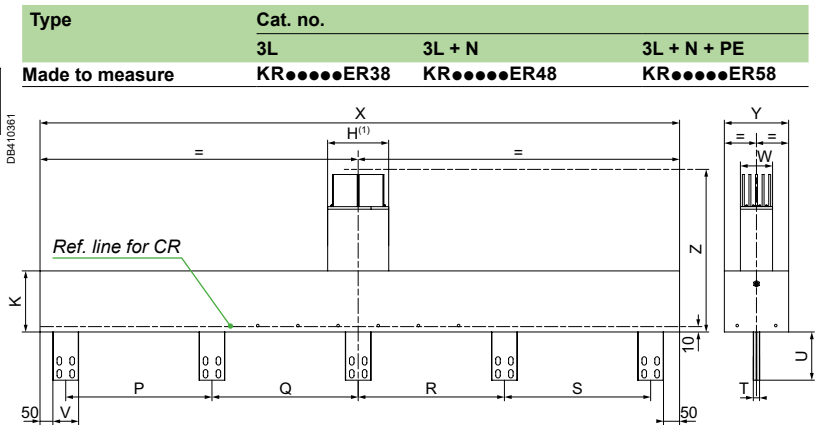 Type Cat. no.
3L 3L + N 3L + N + PE
Made to measure KR●●●●●ER38 KR●●●●●ER48 KR●●●●●ER58
DB410361
X
Y
H(1)
= =
= =
W
Ref. line for CR
Z
K
10
U
P Q R S
T
50 V 50